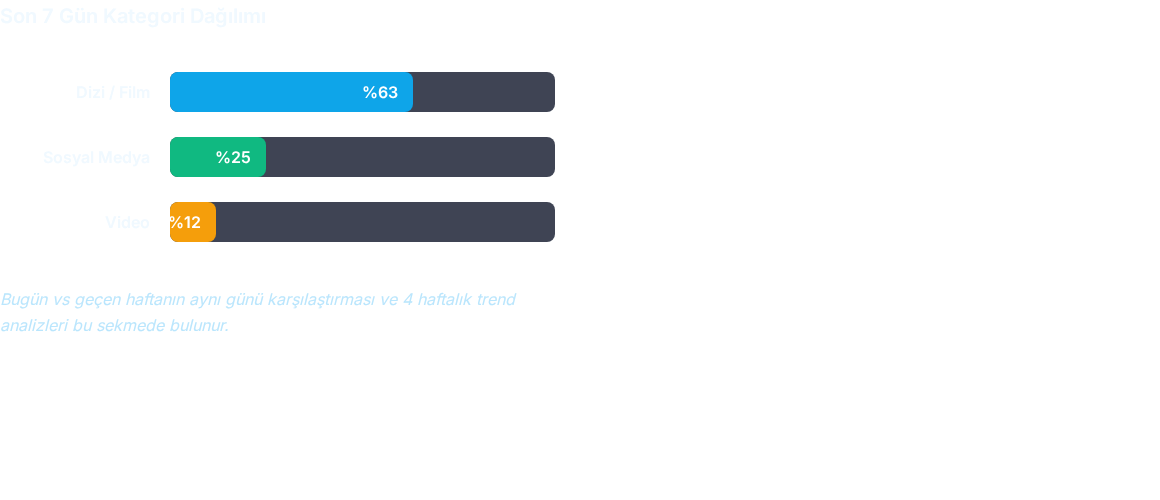 Son 7 Gün Kategori Dağılımı
Dizi / Film
%63
Sosyal Medya
%25
Video
%12
Bugün vs geçen haftanın aynı günü karşılaştırması ve 4 haftalık trend
analizleri bu sekmede bulunur.